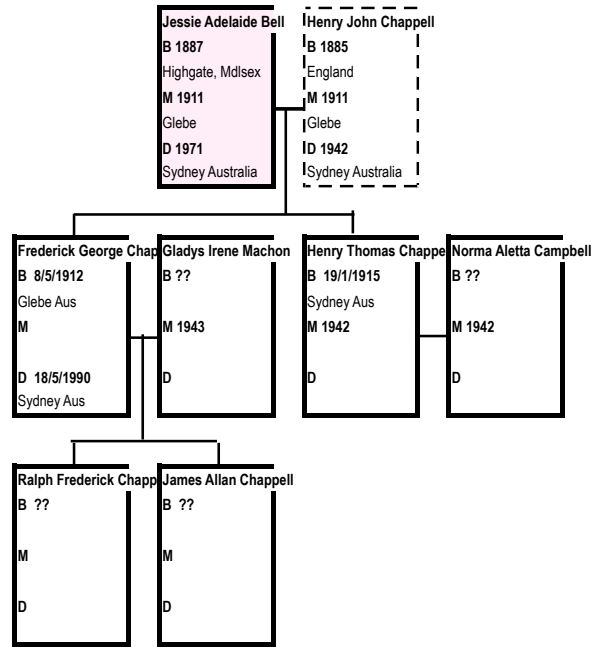 Jessie Adelaide Bell
B 1887
Highgate, Mdlsex
M 1911
Glebe
D 1971
Sydney Australia
Henry John Chappell
B 1885
England
M 1911
Glebe
D 1942
Sydney Australia
Frederick George Chap
B 8/5/1912
Glebe Aus
M
D 18/5/1990
Sydney Aus
Gladys Irene Machon
B ??
M 1943
D
Henry Thomas Chappe
B 19/1/1915
Sydney Aus
M 1942
D
Norma Aletta Campbell
B ??
M 1942
D
Ralph Frederick Chapp
B ??
M
D
James Allan Chappell
B ??
M
D